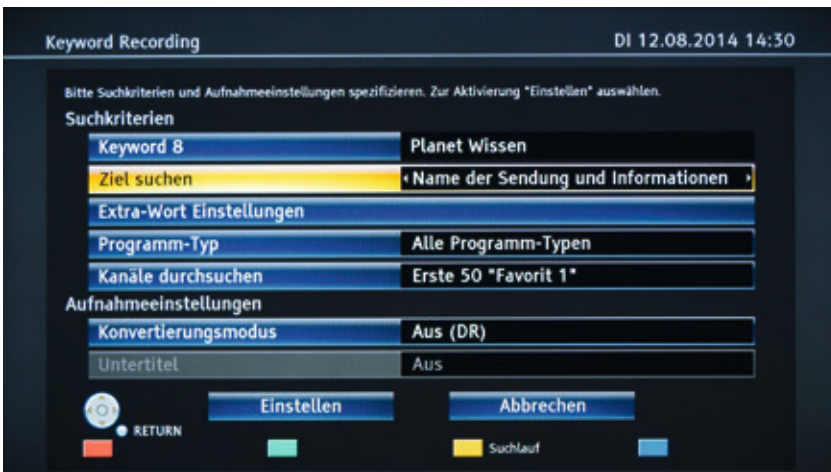 Keyword Recording DI 12.08.2014 14:30
Bitte Suchkriterien und Aufnahmeeinstellungen spezifizieren. Zur Aktivierung "Einstellen" auswählen.
Suchkriterien
Keyword 8 Planet Wissen
Ziel suchen Name der Sendung und Informationen
Extra-Wort Einstellungen
Programm-Typ Alle Programm-Typen
Kanäle durchsuchen Erste 50 "Favorit 1"
Aufnahmeeinstellungen
Konvertierungsmodus Aus (DR)
Untertitel Aus
Einstellen Abbrechen
RETURN
Suchlauf